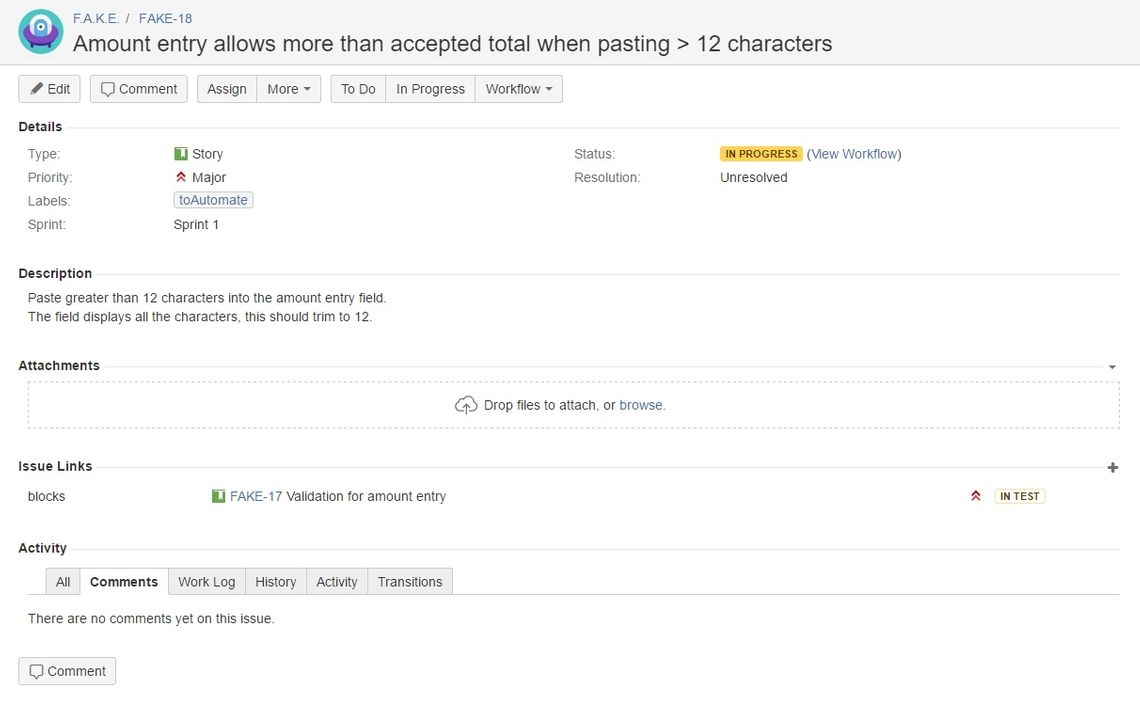 F.A.K.E. / FAKE-18
Amount entry allows more than accepted total when pasting > 12 characters
Edit Comment Assign More To Do In Progress Workflow
Details
Type: Story Status: IN PROGRESS (View Workflow)
Priority: Major Resolution: Unresolved
Labels: toAutomate
Sprint: Sprint 1
Description
Paste greater than 12 characters into the amount entry field.
The field displays all the characters, this should trim to 12.
Attachments
Drop files to attach, or browse.
Issue Links
blocks FAKE-17 Validation for amount entry IN TEST
Activity
All Comments Work Log History Activity Transitions
There are no comments yet on this issue.
Comment